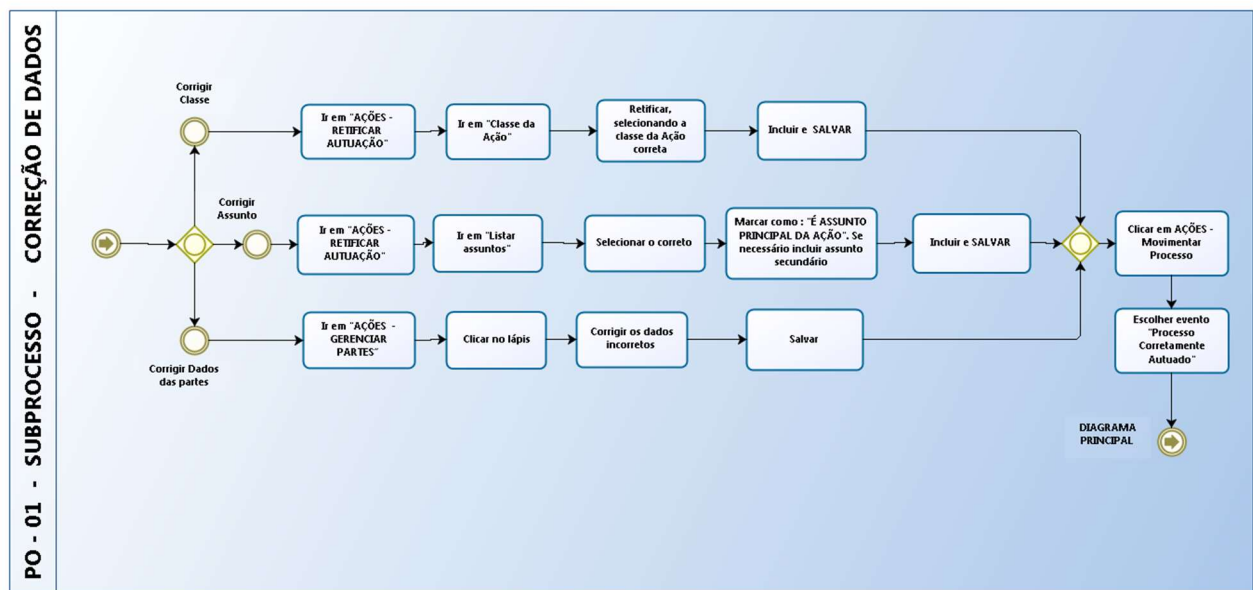 PO - 01 - SUBPROCESSO - CORREÇÃO DE DADOS
Corrigir
Classe
Ir em "AÇÕES -
RETIFICAR
AUTUAÇÃO"
Ir em "Classe da
Ação"
Retificar,
selecionando a
classe da Ação
correta
Incluir e SALVAR
Corrigir
Assunto
Ir em "AÇÕES -
RETIFICAR
AUTUAÇÃO"
Ir em "Listar
assuntos"
Selecionar o correto
Marcar como : "É ASSUNTO
PRINCIPAL DA AÇÃO". Se
necessário incluir assunto
secundário
Incluir e SALVAR
Clicar em AÇÕES -
Movimentar
Processo
Corrigir Dados
das partes
Ir em "AÇÕES -
GERENCIAR
PARTES"
Clicar no lápis
Corrigir os dados
incorretos
Salvar
Escolher evento
"Processo
Corretamente
Autuado"
DIAGRAMA
PRINCIPAL